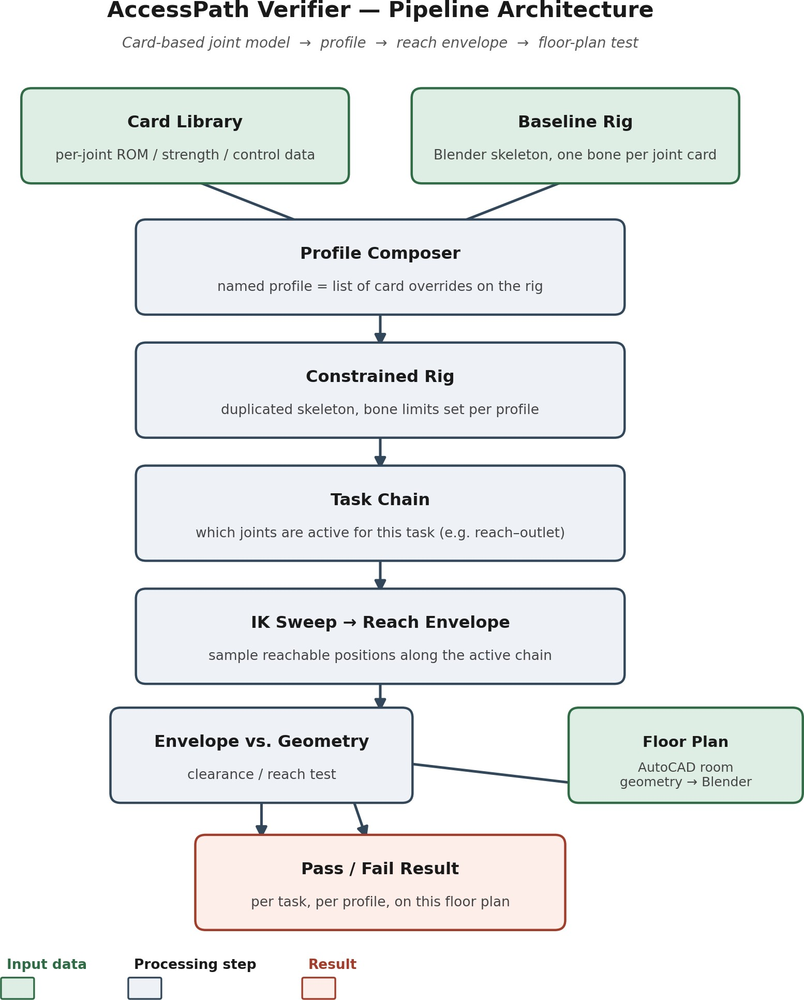 AccessPath Verifier — Pipeline Architecture
Card-based joint model → profile → reach envelope → floor-plan test
Card Library
per-joint ROM / strength / control data
Baseline Rig
Blender skeleton, one bone per joint card
Profile Composer
named profile = list of card overrides on the rig
Constrained Rig
duplicated skeleton, bone limits set per profile
Task Chain
which joints are active for this task (e.g. reach–outlet)
IK Sweep → Reach Envelope
sample reachable positions along the active chain
Envelope vs. Geometry
clearance / reach test
Floor Plan
AutoCAD room
geometry → Blender
Pass / Fail Result
per task, per profile, on this floor plan
Input data
Processing step
Result